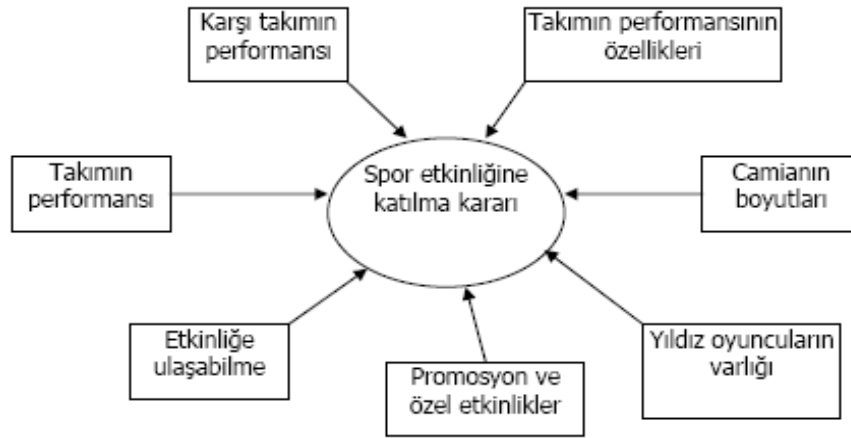 Karşı takımın
performansı
Takımın performansının
özellikleri
Takımın
performansı
Spor etkinliğine
katılma kararı
Camianın
boyutları
Etkinliğe
ulaşabilme
Promosyon ve
özel etkinlikler
Yıldız oyuncuların
varlığı